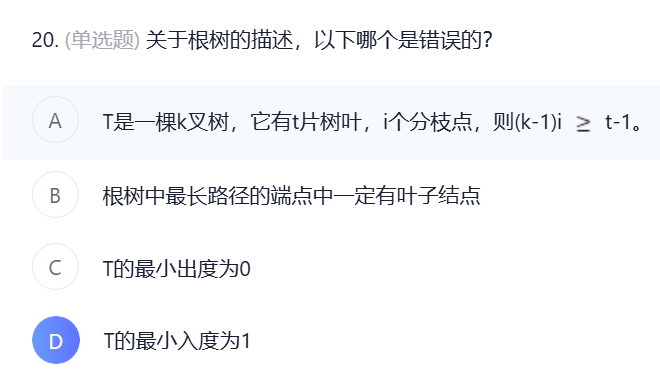 20. (单选题) 关于根树的描述，以下哪个是错误的？
A T是一棵k叉树，它有t片树叶，i个分枝点，则(k-1)i ≥ t-1。
B 根树中最长路径的端点中一定有叶子结点
C T的最小出度为0
D T的最小入度为1